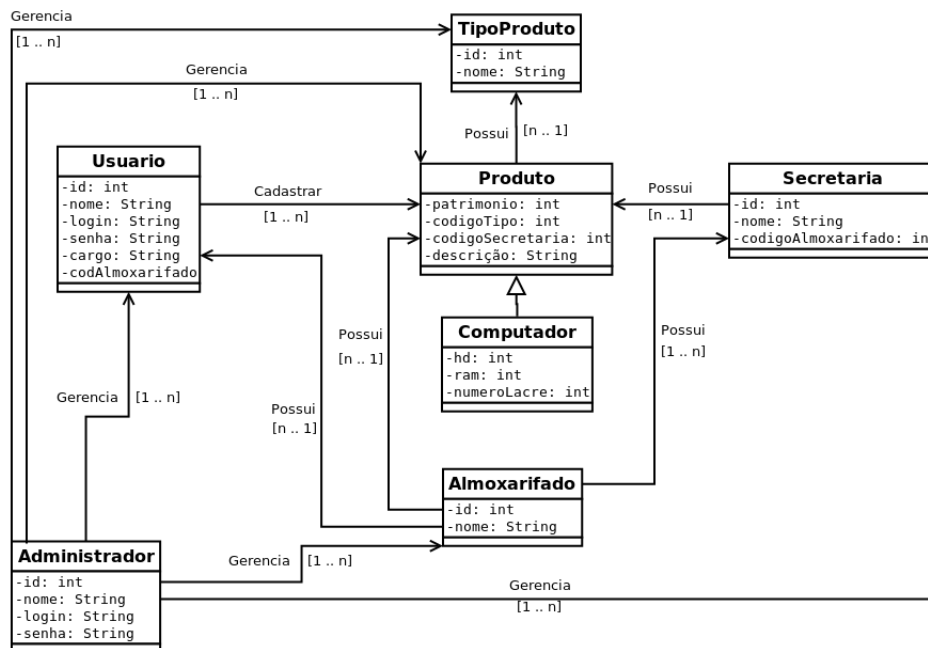 Gerencia
[1 .. n]
TipoProduto
-id: int
-nome: String
Gerencia
[1 .. n]
Possui
[n .. 1]
Usuario
-id: int
-nome: String
-login: String
-senha: String
-cargo: String
-codAlmoxarifado
Cadastrar
[1 .. n]
Produto
-patrimonio: int
-codigoTipo: int
-codigoSecretaria: int
-descrição: String
Possui
[n .. 1]
Secretaria
-id: int
-nome: String
-codigoAlmoxarifado: int
Computador
-hd: int
-ram: int
-numeroLacre: int
Possui
[n .. 1]
Possui
[1 .. n]
Gerencia
[1 .. n]
Possui
[n .. 1]
Almoxarifado
-id: int
-nome: String
Administrador
-id: int
-nome: String
-login: String
-senha: String
Gerencia
[1 .. n]
Gerencia
[1 .. n]